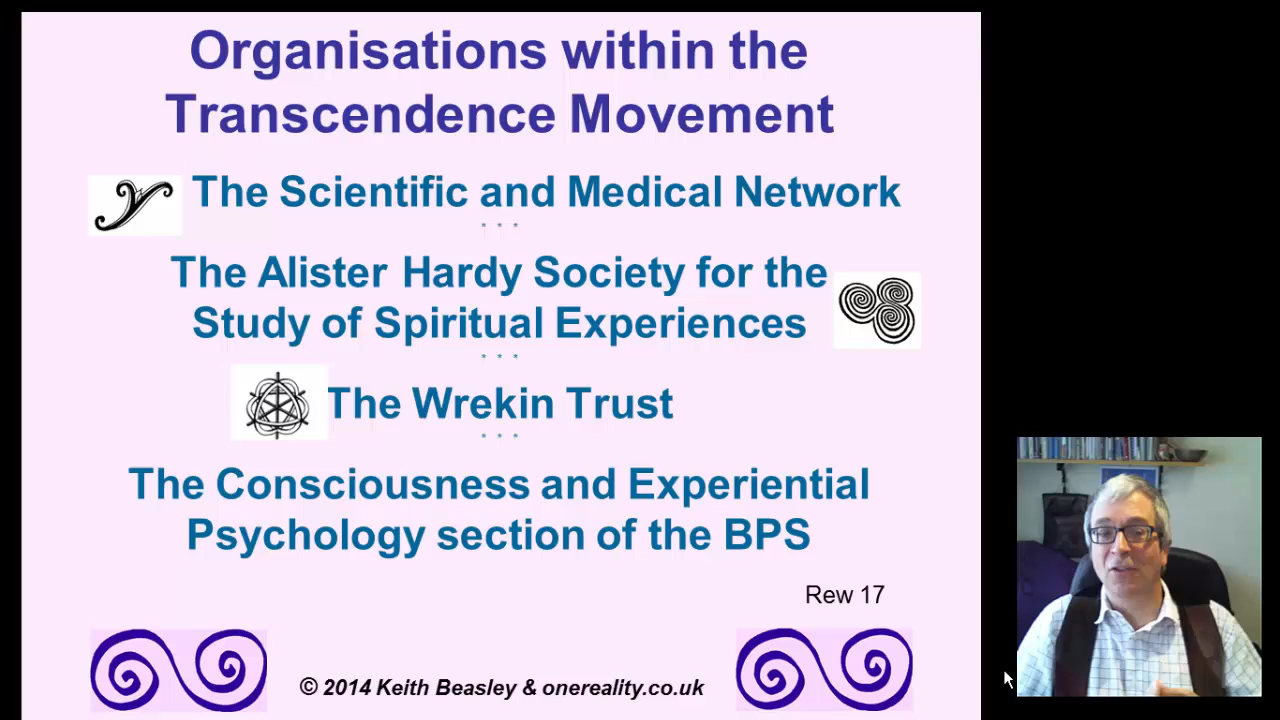 Organisations within the
Transcendence Movement
The Scientific and Medical Network
* * *
The Alister Hardy Society for the
Study of Spiritual Experiences
* * *
The Wrekin Trust
* * *
The Consciousness and Experiential
Psychology section of the BPS
Rew 17
© 2014 Keith Beasley & onereality.co.uk